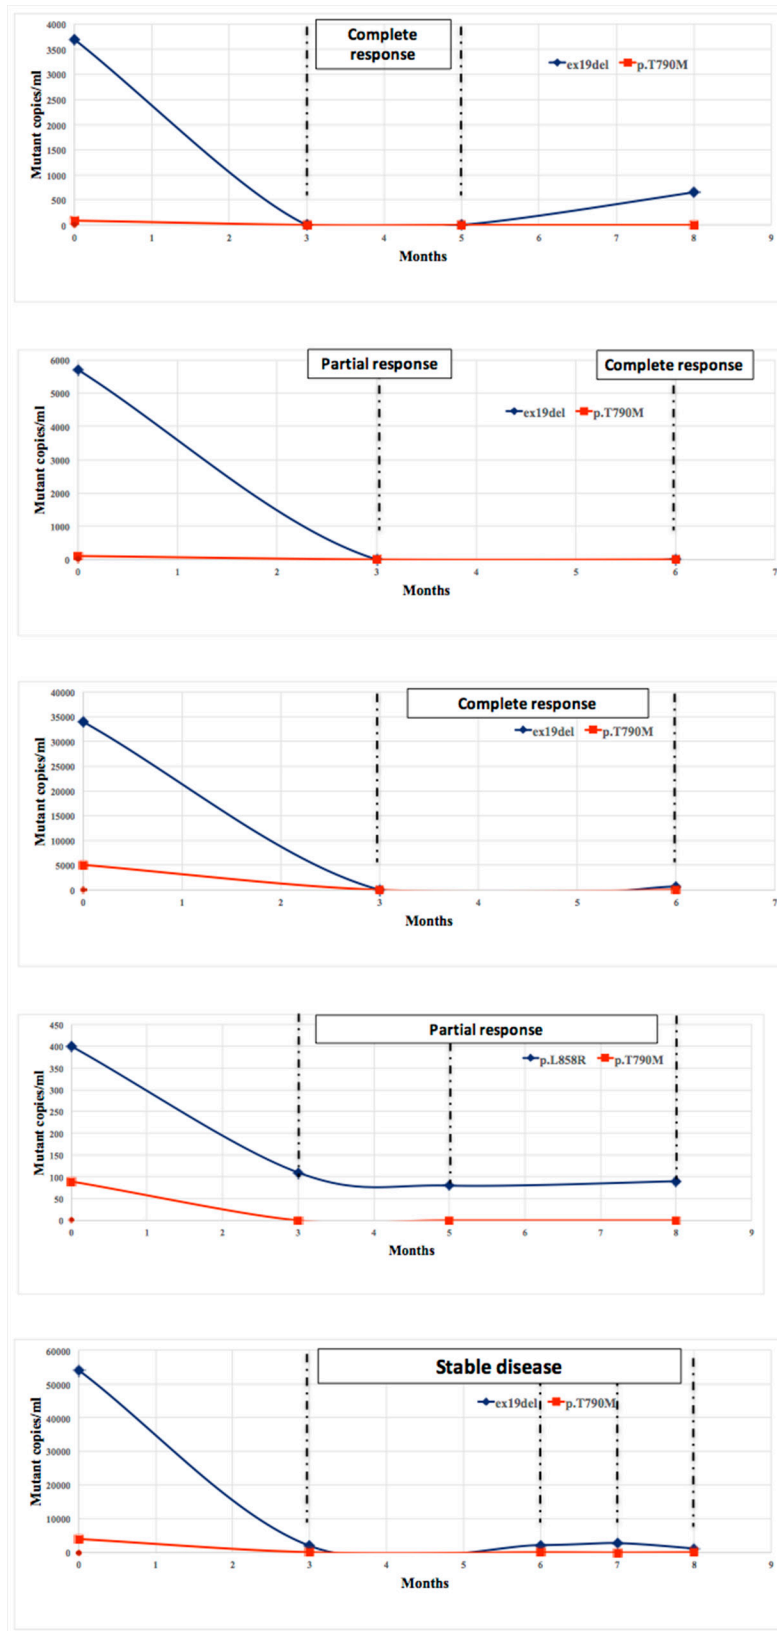 Complete
response
ex19del p.T790M
Mutant copies/ml
4000
3500
3000
2500
2000
1500
1000
500
0
0 1 2 3 4 5 6 7 8 9
Months
Partial response Complete response
ex19del p.T790M
Mutant copies/ml
6000
5000
4000
3000
2000
1000
0
0 1 2 3 4 5 6 7
Months
Complete response
ex19del p.T790M
Mutant copies/ml
40000
35000
30000
25000
20000
15000
10000
5000
0
0 1 2 3 4 5 6 7
Months
Partial response
p.L858R p.T790M
Mutant copies/ml
450
400
350
300
250
200
150
100
50
0
0 1 2 3 4 5 6 7 8 9
Months
Stable disease
ex19del p.T790M
Mutant copies/ml
60000
50000
40000
30000
20000
10000
0
0 1 2 3 4 5 6 7 8 9
Months